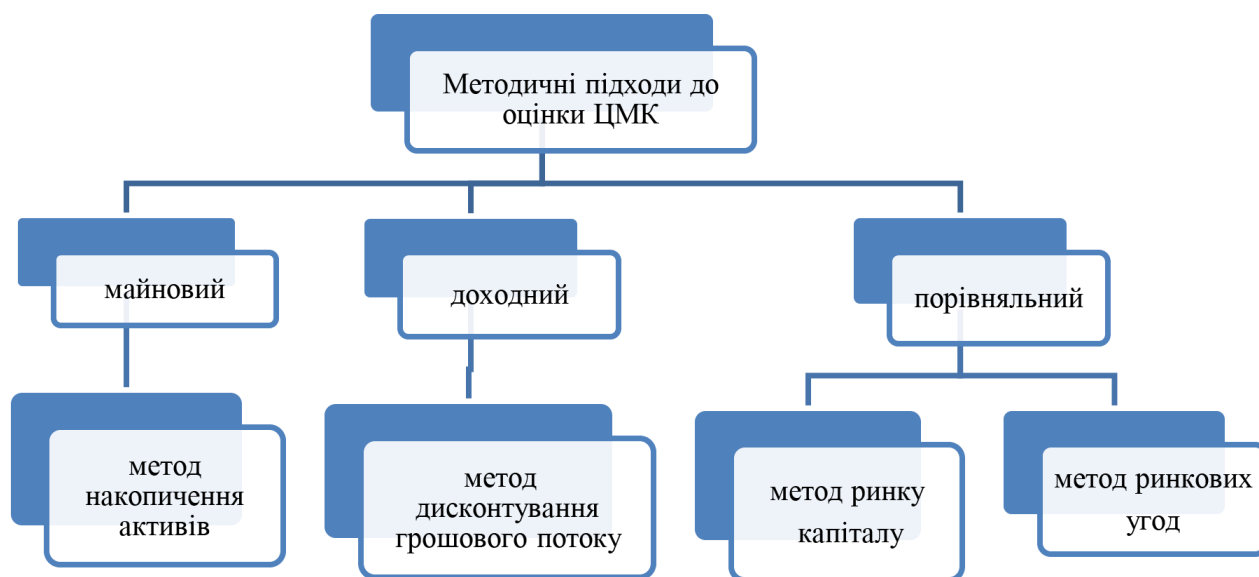 Методичні підходи до
оцінки ЦМК
майновий
доходний
порівняльний
метод
накопичення
активів
метод
дисконтування
грошового потоку
метод ринку
капіталу
метод ринкових
угод